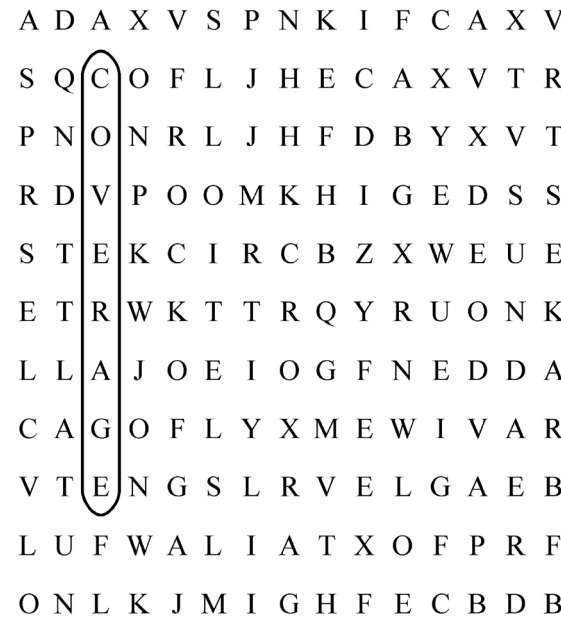 A D A X V S P N K I F C A X V
S Q C O F L J H E C A X V T R
P N O N R L J H F D B Y X V T
R D V P O O M K H I G E D S S
S T E K C I R C B Z X W E U E
E T R W K T T R Q Y R U O N K
L L A J O E I O G F N E D D A
C A G O F L Y X M E W I V A R
V T E N G S L R V E L G A E B
L U F W A L I A T X O F P R F
O N L K J M I G H F E C B D B